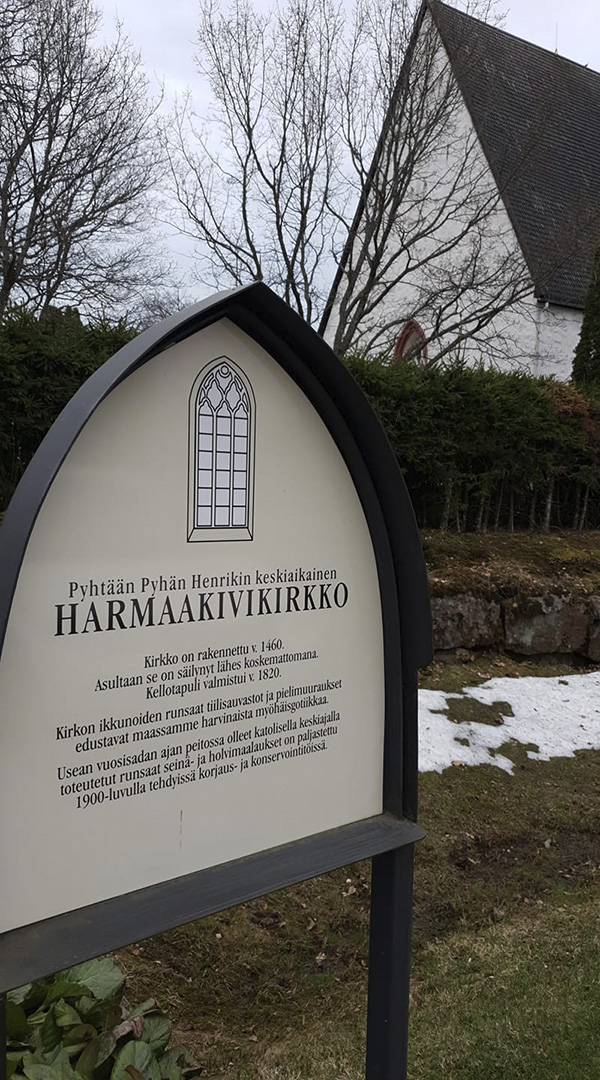 Pyhtään Pyhän Henrikin keskiaikainen
HARMAAKIVIKIRKKO
Kirkko on rakennettu v. 1460.
Asultaan se on säilynyt lähes koskemattomana.
Kellotapuli valmistui v. 1820.
Kirkon ikkunoiden runsaat tiilisauvastot ja pielimuuraukset
edustavat maassamme harvinaista myöhäisgotiikkaa.
Usean vuosisadan ajan peitossa olleet katolisella keskiajalla
toteutetut runsaat seinä- ja holvimaalaukset on paljastettu
1900-luvulla tehdyissä korjaus- ja konservointitöissä.